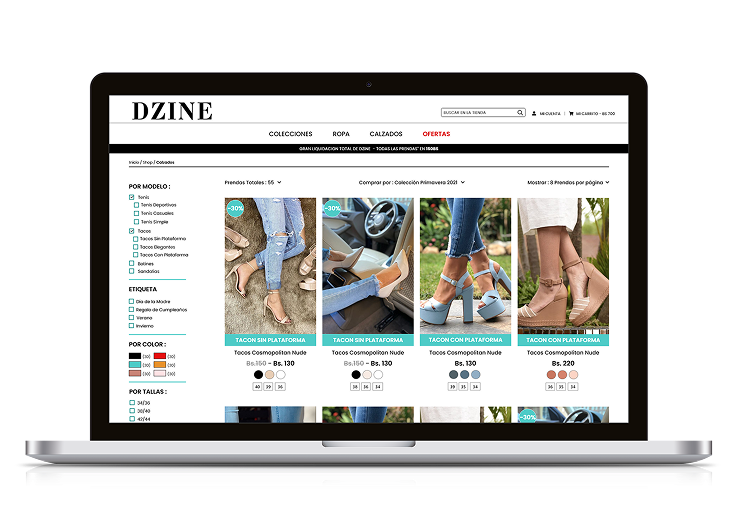 DZINE
BUSCAR EN LA TIENDA
MI CUENTA | MI CARRITO - BS 700
COLECCIONES ROPA CALZADOS OFERTAS
GRAN LIQUIDACION TOTAL DE DZINE - TODAS LAS PRENDAS* EN
Inicio / Shop / Calzados
Prendas Totales : 55
Comprar por : Colección Primavera 2021
Mostrar : 8 Prendas por página
POR MODELO :
Tenis
Tenis Deportivos
Tenis Casuales
Tenis Simple
Tacos
Tacos Sin Plataforma
Tacos Elegantes
Tacos Con Plataforma
Botines
Sandalias
ETIQUETA
Dia de la Madre
Regalo de Cumpleaños
Verano
Invierno
POR COLOR :
(30) (30)
(30) (30)
(30) (30)
POR TALLAS :
34/36
38/40
42/44
-30%
TACON SIN PLATAFORMA
Tacos Cosmopolitan Nude
Bs.150 - Bs. 130
40 39 36
-30%
TACON SIN PLATAFORMA
Tacos Cosmopolitan Nude
Bs.150 - Bs. 130
38 36 34
TACON CON PLATAFORMA
Tacos Cosmopolitan Nude
Bs. 130
39 35 34
TACON CON PLATAFORMA
Tacos Cosmopolitan Nude
Bs. 220
36 35 34
-30%